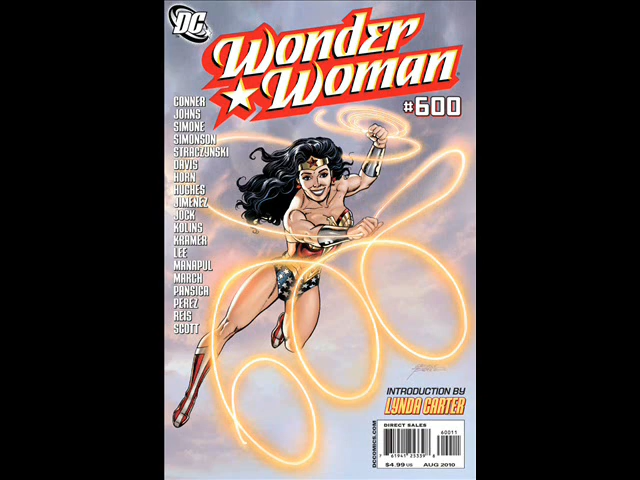 DC
Wonder
Woman
#600
CONNER
JOHNS
SIMONE
SIMONSON
STRACZYNSKI
DAVIS
HORN
HUGHES
JIMENEZ
JOCK
KOLINS
KRAMER
LEE
MANAPUL
MARCH
PANSICA
PEREZ
REIS
SCOTT
INTRODUCTION BY
LYNDA CARTER
DIRECT SALES
60011
DCCOMICS.COM
$4.99 US AUG 2010